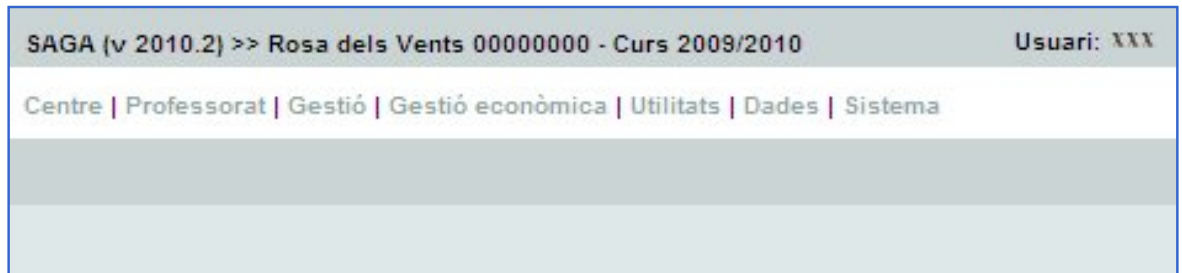 SAGA (v 2010.2) >> Rosa dels Vents 00000000 - Curs 2009/2010 Usuari: XXX
Centre | Professorat | Gestió | Gestió econòmica | Utilitats | Dades | Sistema